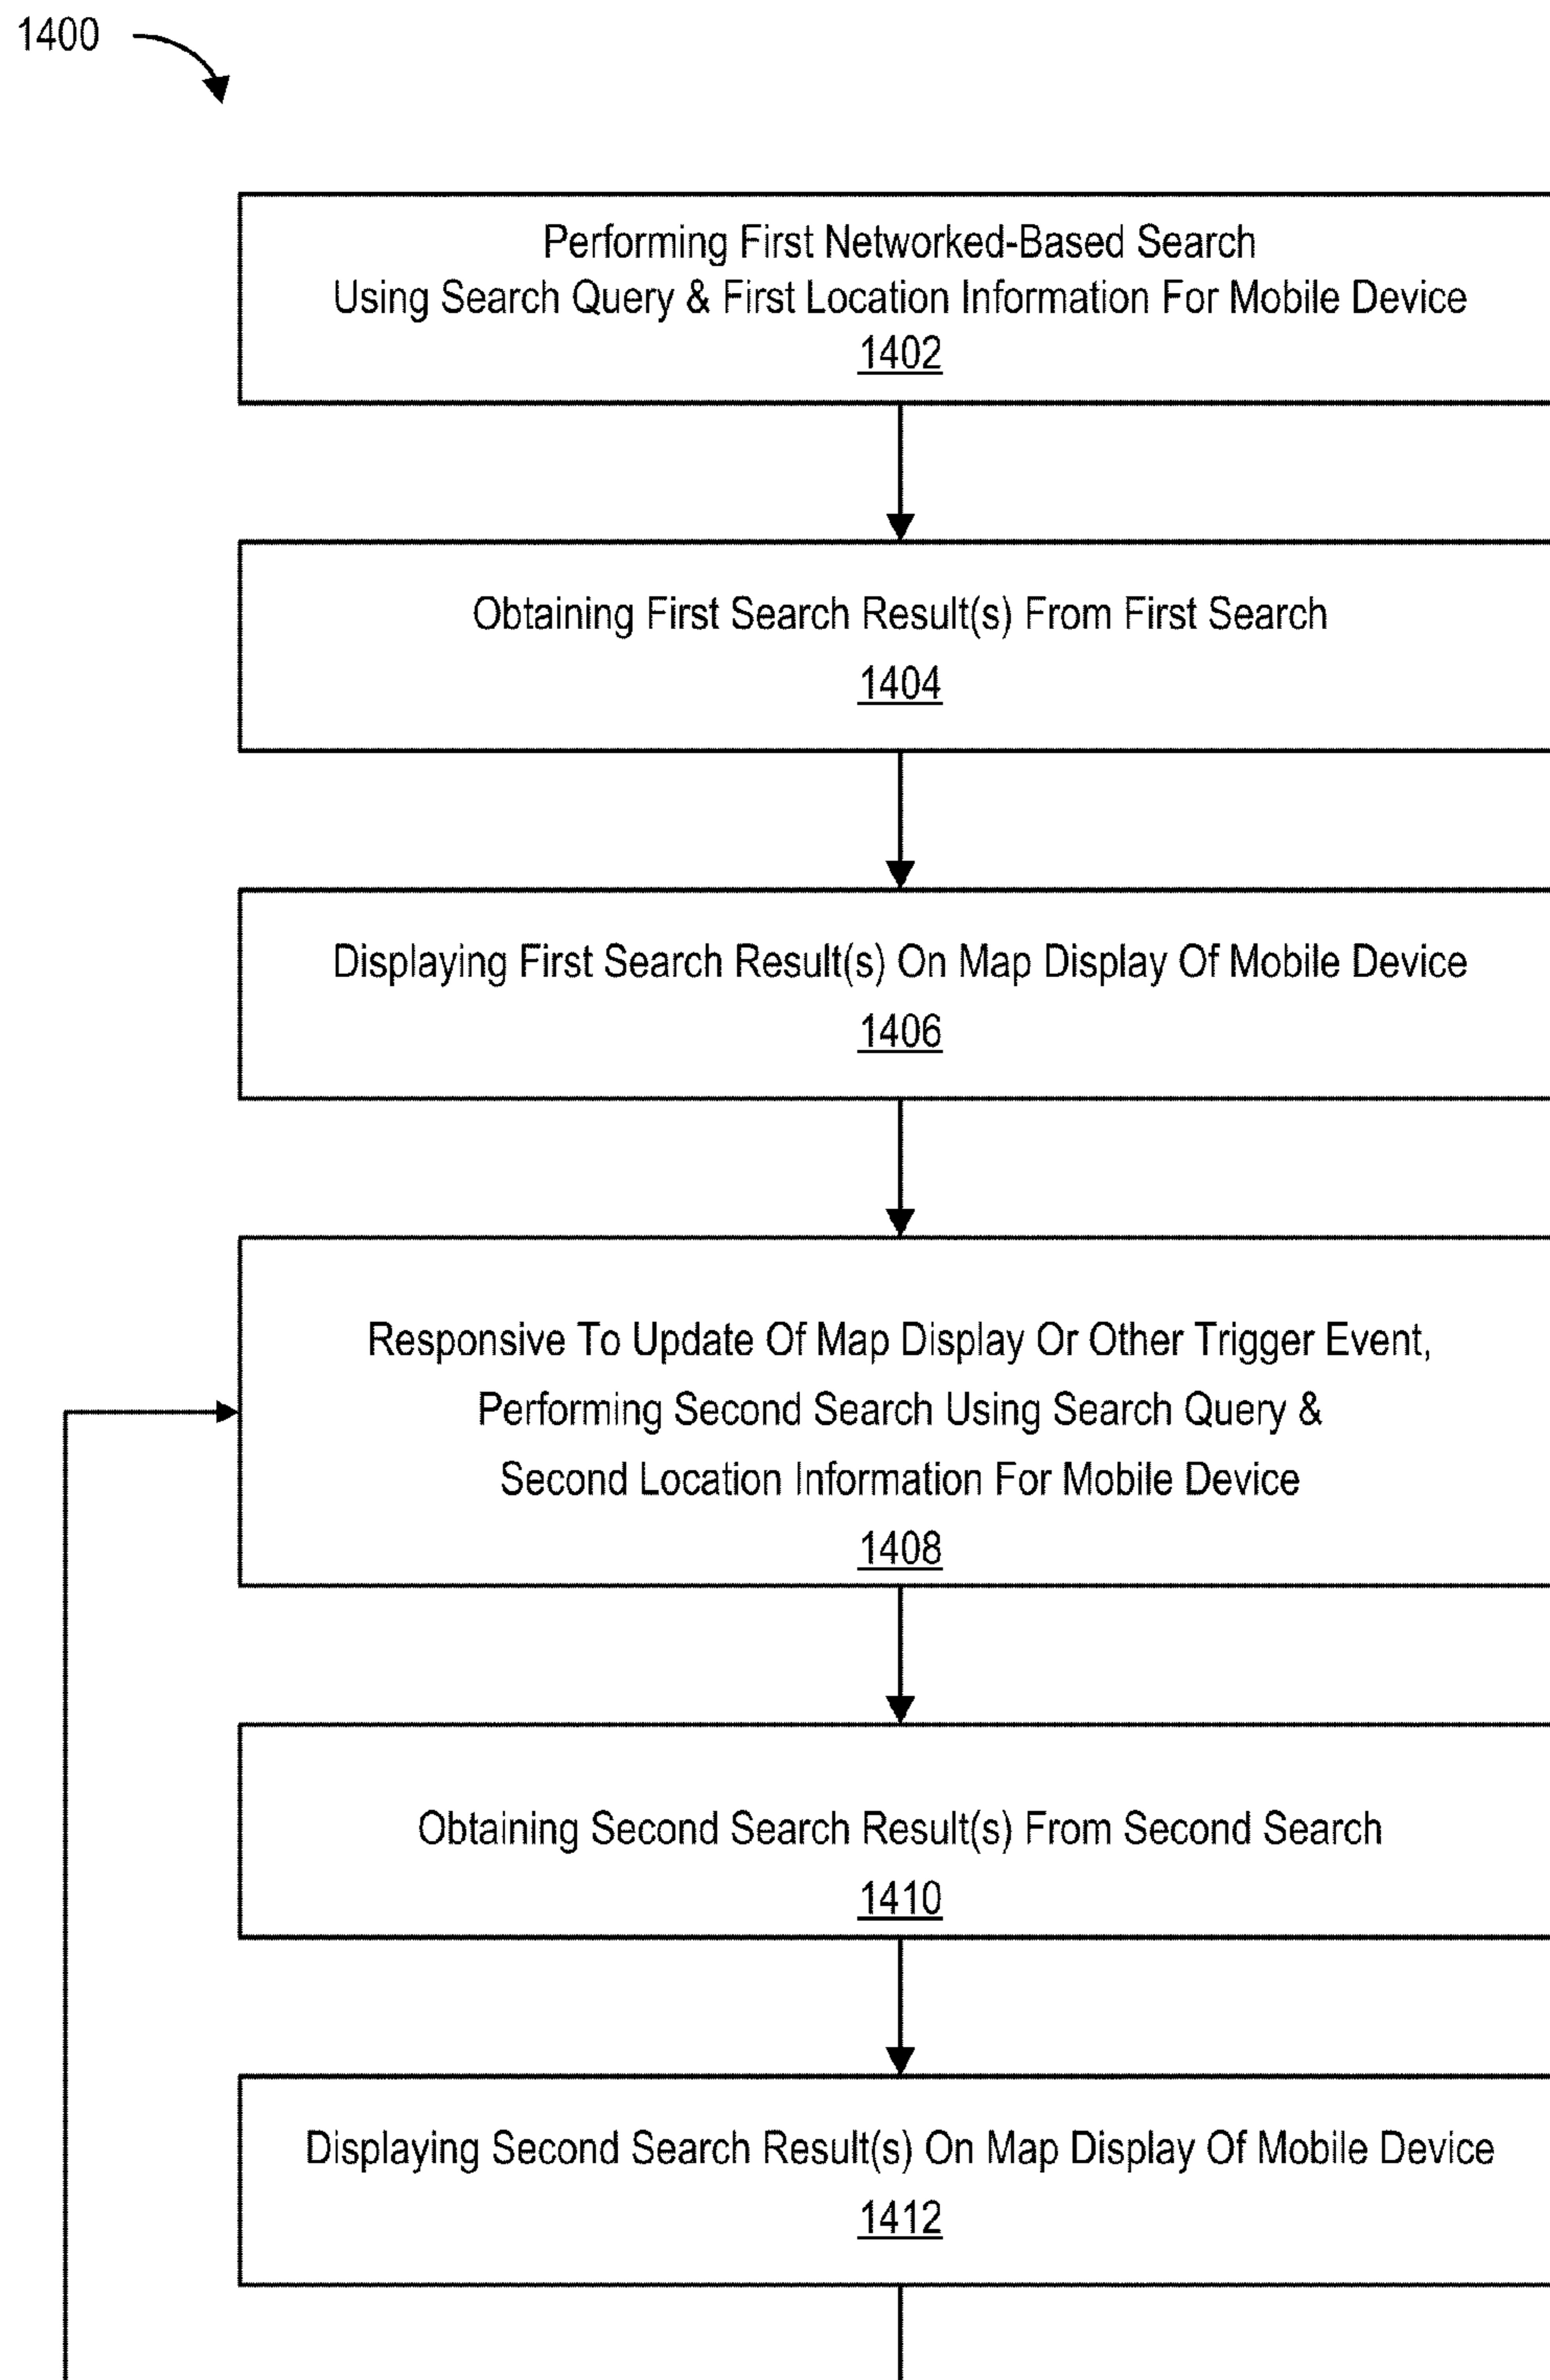 1400
Performing First Networked-Based Search
Using Search Query & First Location Information For Mobile Device
1402
Obtaining First Search Result(s) From First Search
1404
Displaying First Search Result(s) On Map Display Of Mobile Device
1406
Responsive To Update Of Map Display Or Other Trigger Event,
Performing Second Search Using Search Query &
Second Location Information For Mobile Device
1408
Obtaining Second Search Result(s) From Second Search
1410
Displaying Second Search Result(s) On Map Display Of Mobile Device
1412